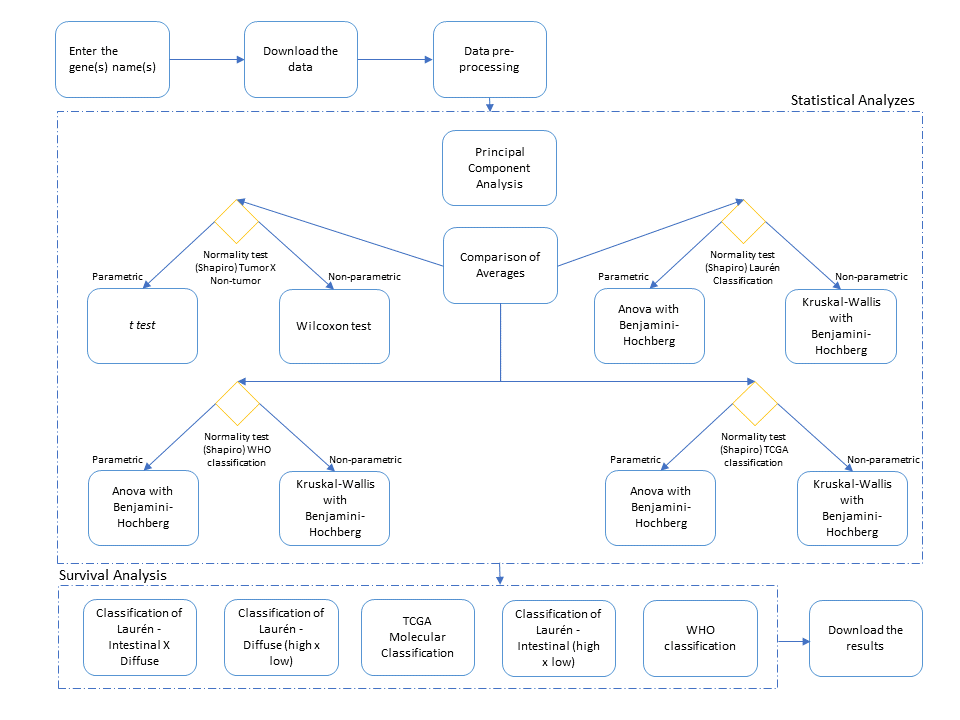 Enter the
gene(s) name(s)
Download the
data
Data pre-
processing
Statistical Analyzes
Principal
Component
Analysis
Comparison of
Averages
Normality test
(Shapiro) Tumor X
Non-tumor
Parametric
Non-parametric
t test
Wilcoxon test
Normality test
(Shapiro) Laurén
Classification
Parametric
Non-parametric
Anova with
Benjamini-
Hochberg
Kruskal-Wallis
with
Benjamini-
Hochberg
Normality test
(Shapiro) WHO
classification
Parametric
Non-parametric
Anova with
Benjamini-
Hochberg
Kruskal-Wallis
with
Benjamini-
Hochberg
Normality test
(Shapiro) TCGA
classification
Parametric
Non-parametric
Anova with
Benjamini-
Hochberg
Kruskal-Wallis
with
Benjamini-
Hochberg
Survival Analysis
Classification of
Laurén -
Intestinal X
Diffuse
Classification of
Laurén -
Diffuse (high x
low)
TCGA
Molecular
Classification
Classification of
Laurén -
Intestinal (high
x low)
WHO
classification
Download the
results